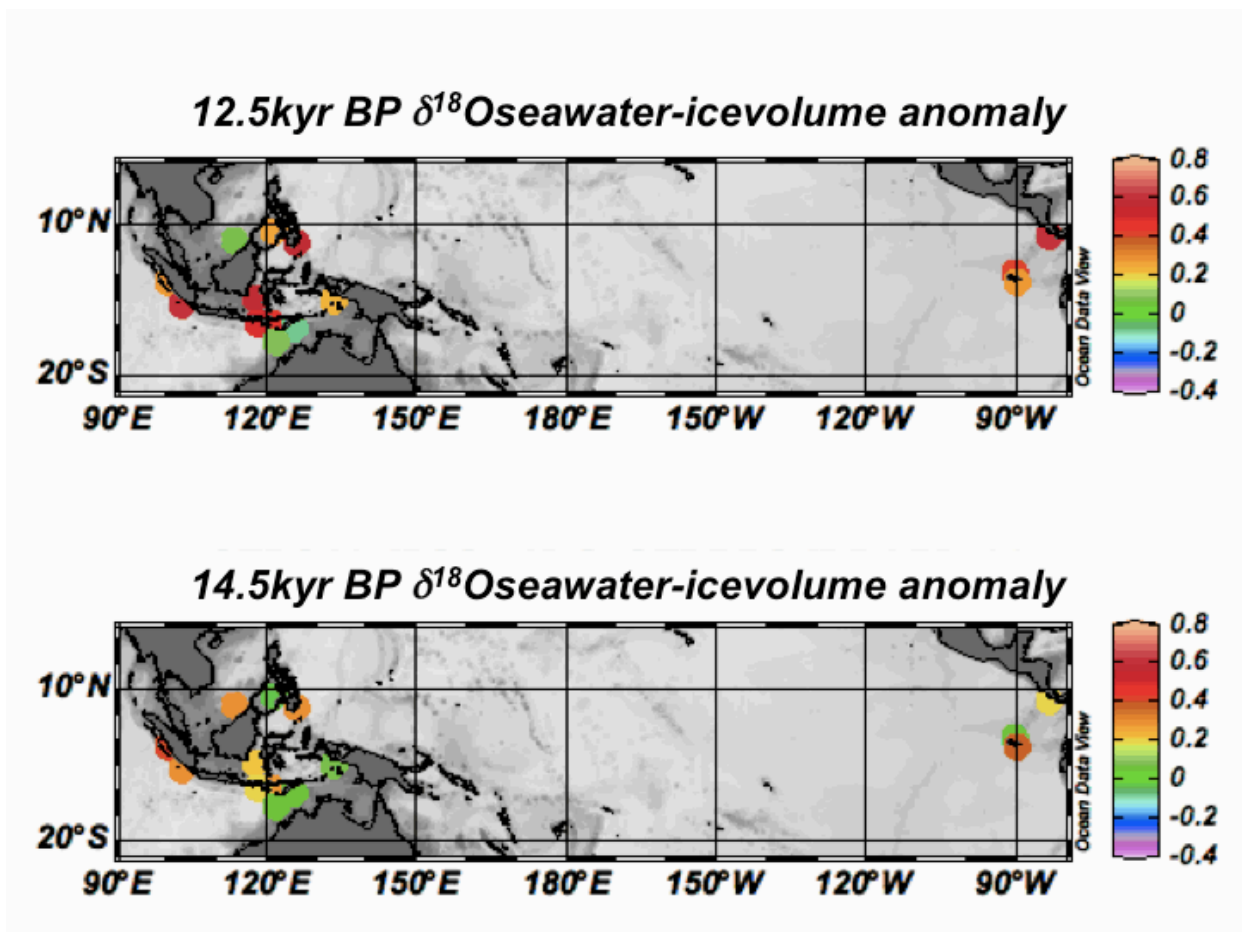 12.5kyr BP δ¹⁸Oseawater-icevolume anomaly
10°N
20°S
90°E 120°E 150°E 180°E 150°W 120°W 90°W
Ocean Data View
0.8
0.6
0.4
0.2
0
-0.2
-0.4
14.5kyr BP δ¹⁸Oseawater-icevolume anomaly
10°N
20°S
90°E 120°E 150°E 180°E 150°W 120°W 90°W
Ocean Data View
0.8
0.6
0.4
0.2
0
-0.2
-0.4